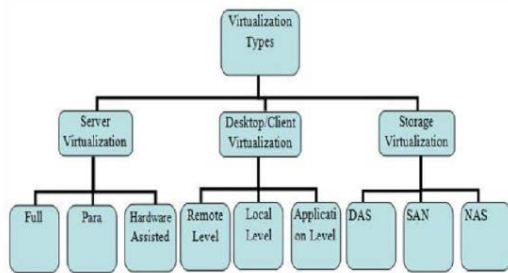 Virtualization
Types
Server
Virtualization
Desktop/Client
Virtualization
Storage
Virtualization
Full
Para
Hardware
Assisted
Remote
Level
Local
Level
Applicati
on Level
DAS
SAN
NAS